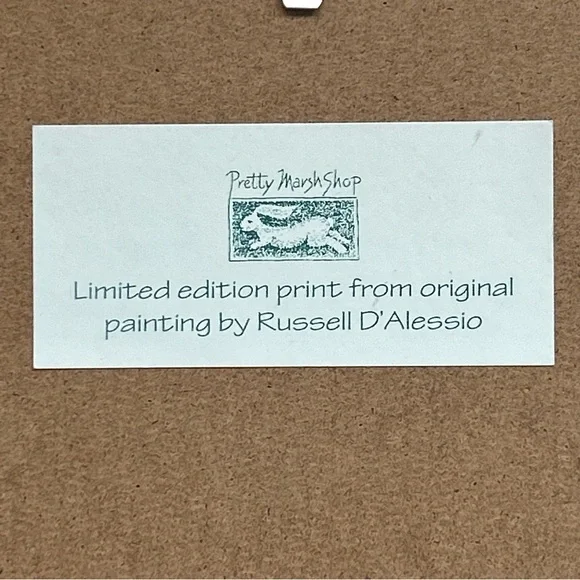 Pretty Marsh Shop
Limited edition print from original
painting by Russell D'Alessio